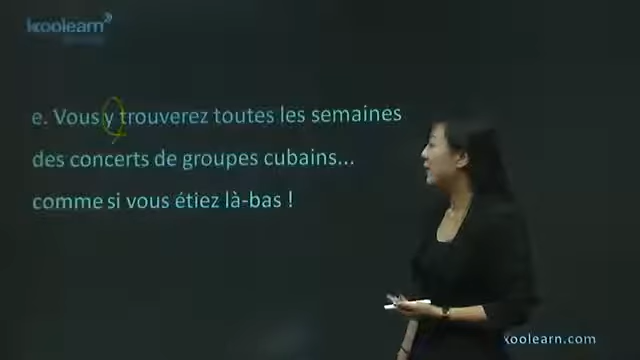 koolearn
e. Vous y trouverez toutes les semaines
des concerts de groupes cubains...
comme si vous étiez là-bas !
koolearn.com